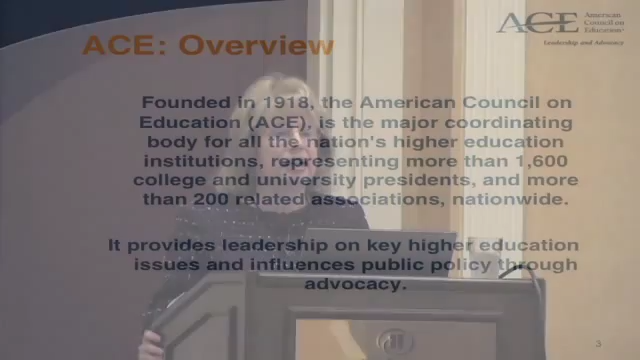 ACE: Overview
ACE
American
Council on
Education
Leadership and Advocacy
Founded in 1918, the American Council on
Education (ACE), is the major coordinating
body for all the nation's higher education
institutions, representing more than 1,600
college and university presidents, and more
than 200 related associations, nationwide.
It provides leadership on key higher education
issues and influences public policy through
advocacy.
3